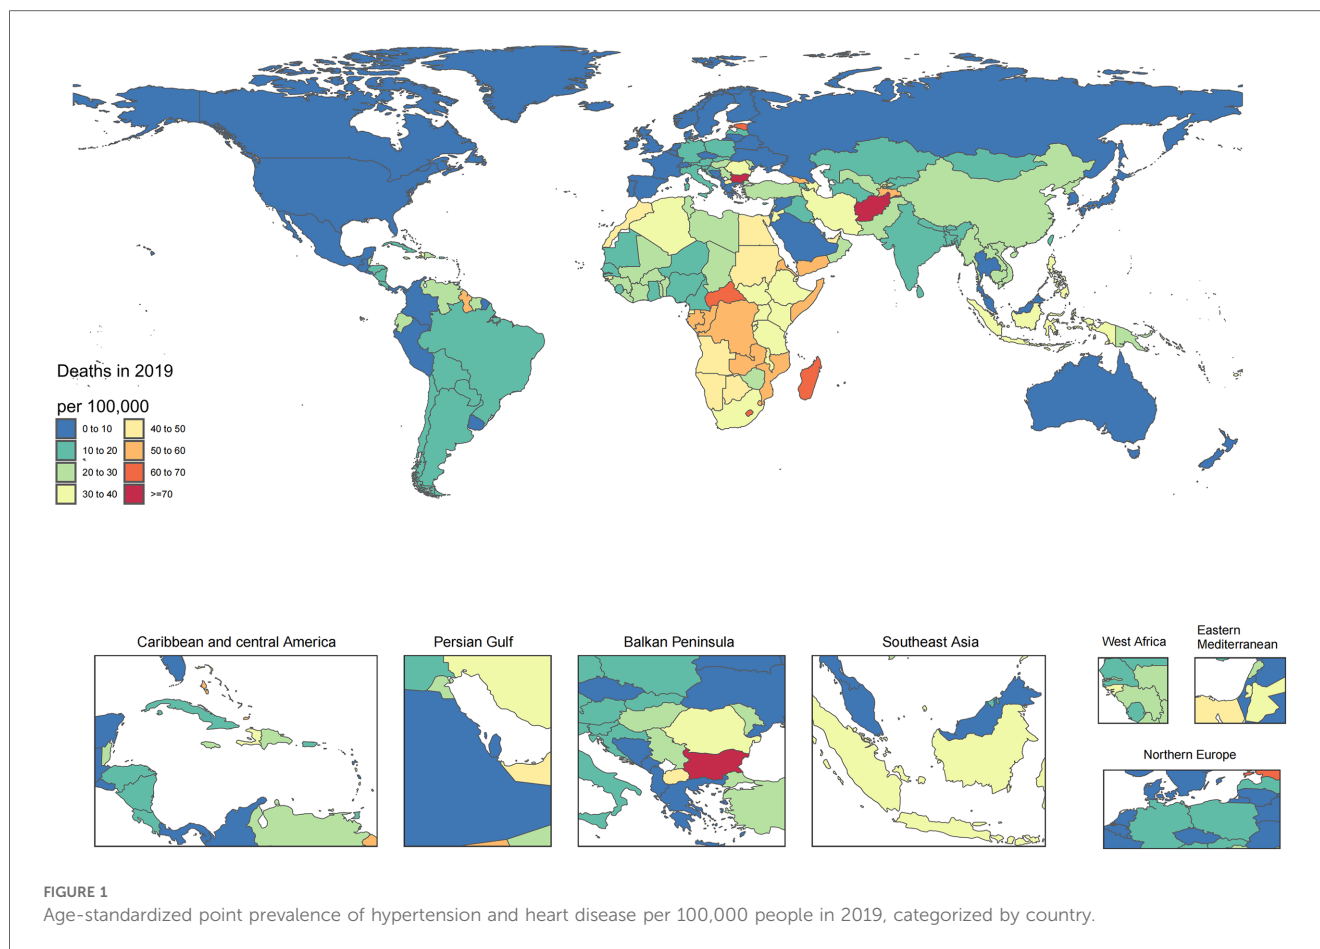 Deaths in 2019
per 100,000
0 to 10
40 to 50
10 to 20
50 to 60
20 to 30
60 to 70
30 to 40
>=70
Caribbean and central America
Persian Gulf
Balkan Peninsula
Southeast Asia
West Africa
Eastern
Mediterranean
Northern Europe
FIGURE 1
Age-standardized point prevalence of hypertension and heart disease per 100,000 people in 2019, categorized by country.